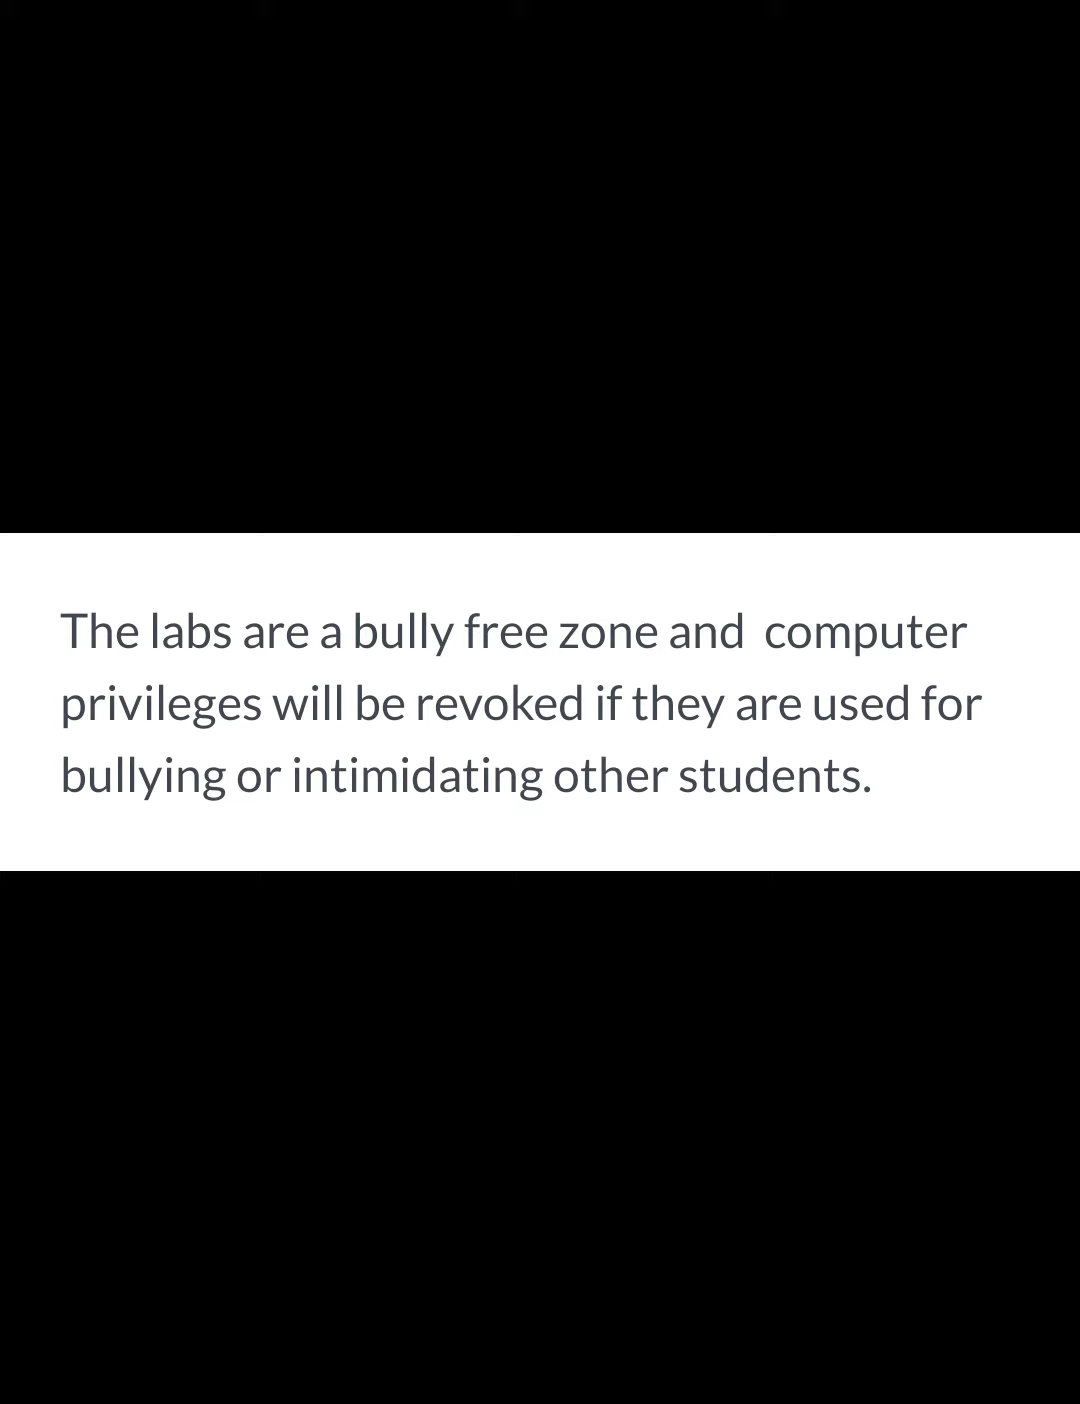 The labs are a bully free zone and  computer
privileges will be revoked if they are used for
bullying or intimidating other students.